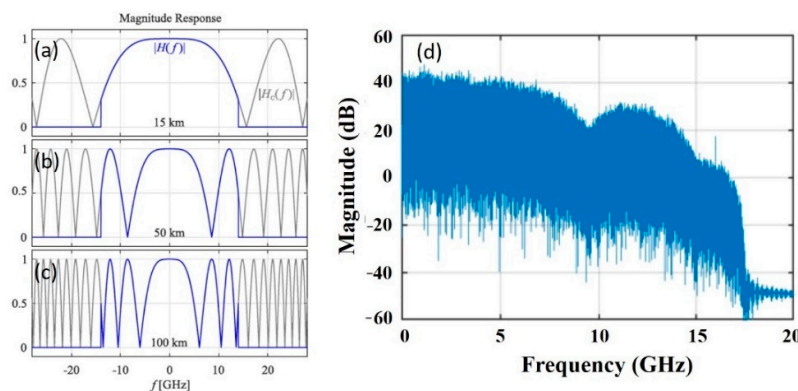 Magnitude Response
(a)
1
0.5
0
|H(f)|
|Hc(f)|
15 km
(b)
1
0.5
0
50 km
(c)
1
0.5
0
100 km
-20 -10 0 10 20
f[GHz]
(d)
Magnitude (dB)
60
40
20
0
-20
-40
-60
0 5 10 15 20
Frequency (GHz)